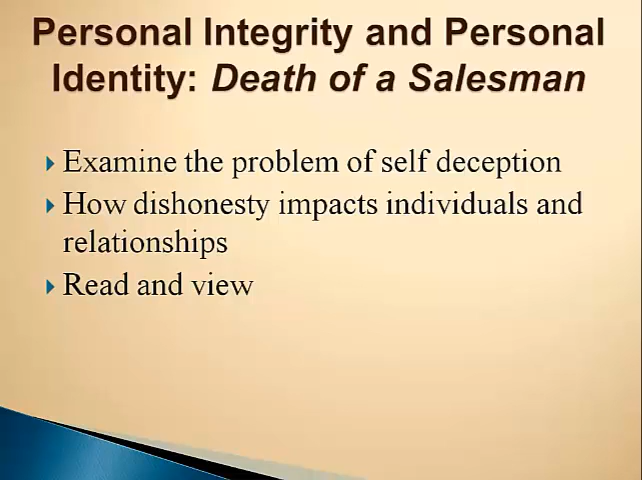 Personal Integrity and Personal
Identity: Death of a Salesman
Examine the problem of self deception
How dishonesty impacts individuals and
relationships
Read and view